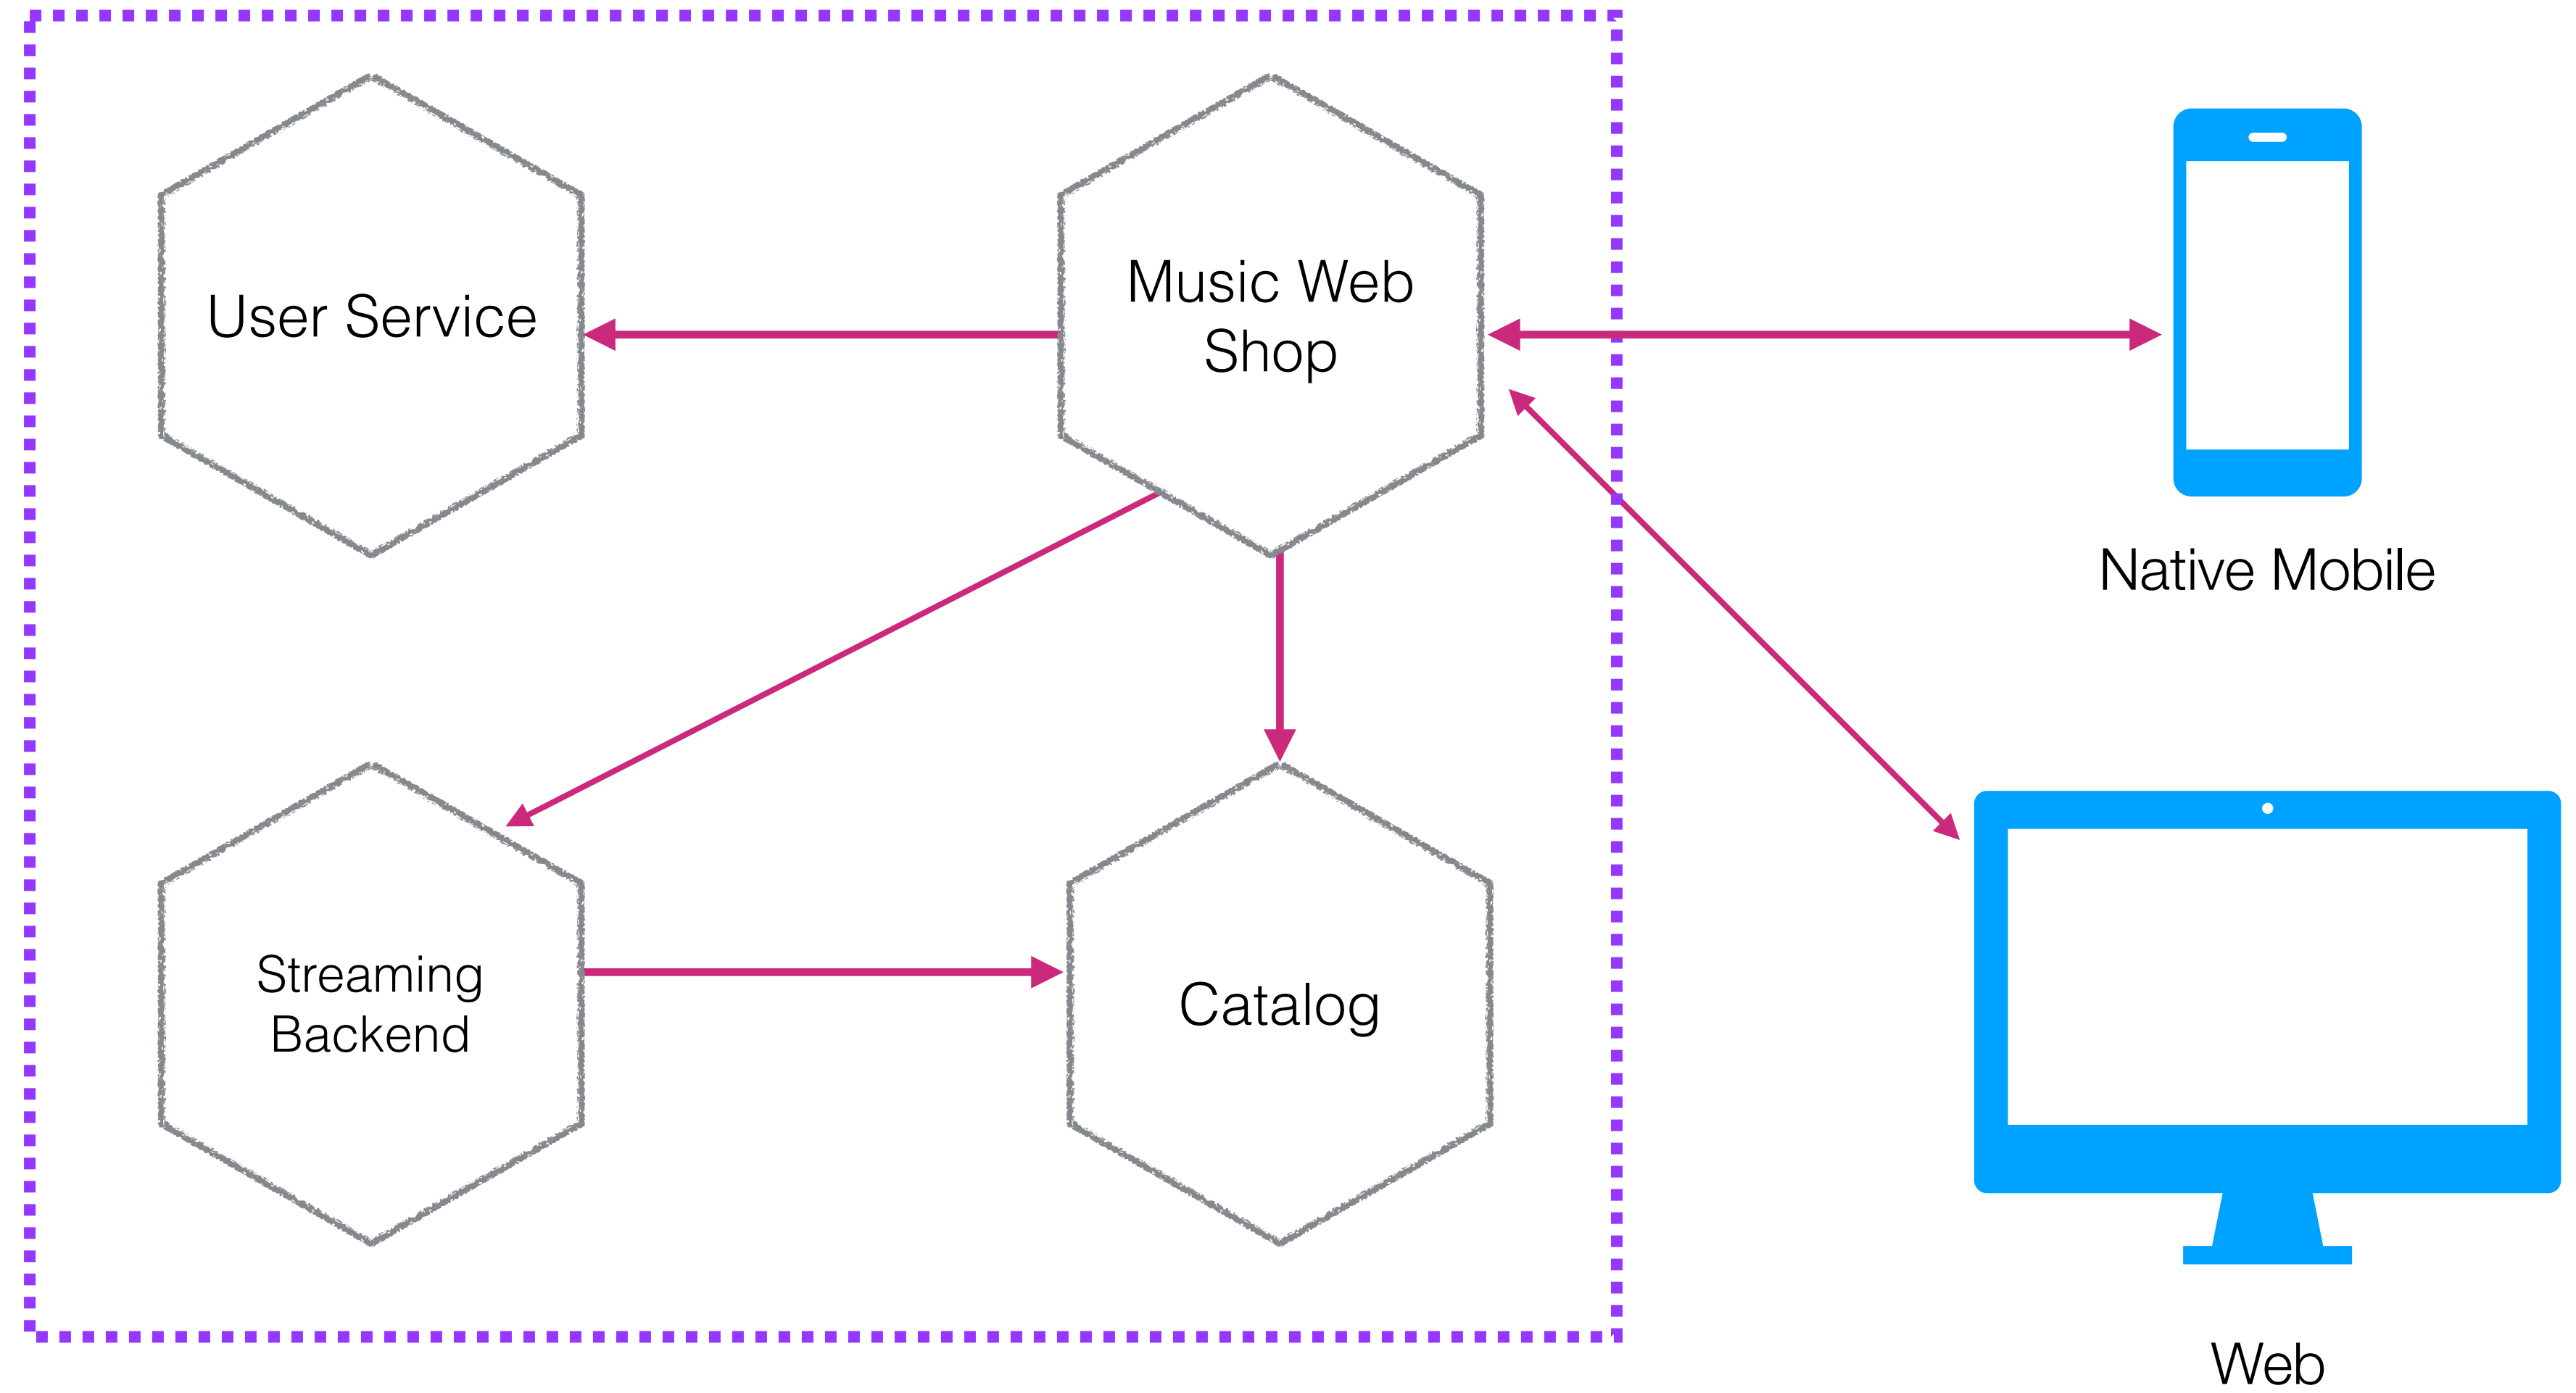 User Service
Music Web
Shop
Native Mobile
Streaming
Backend
Catalog
Web